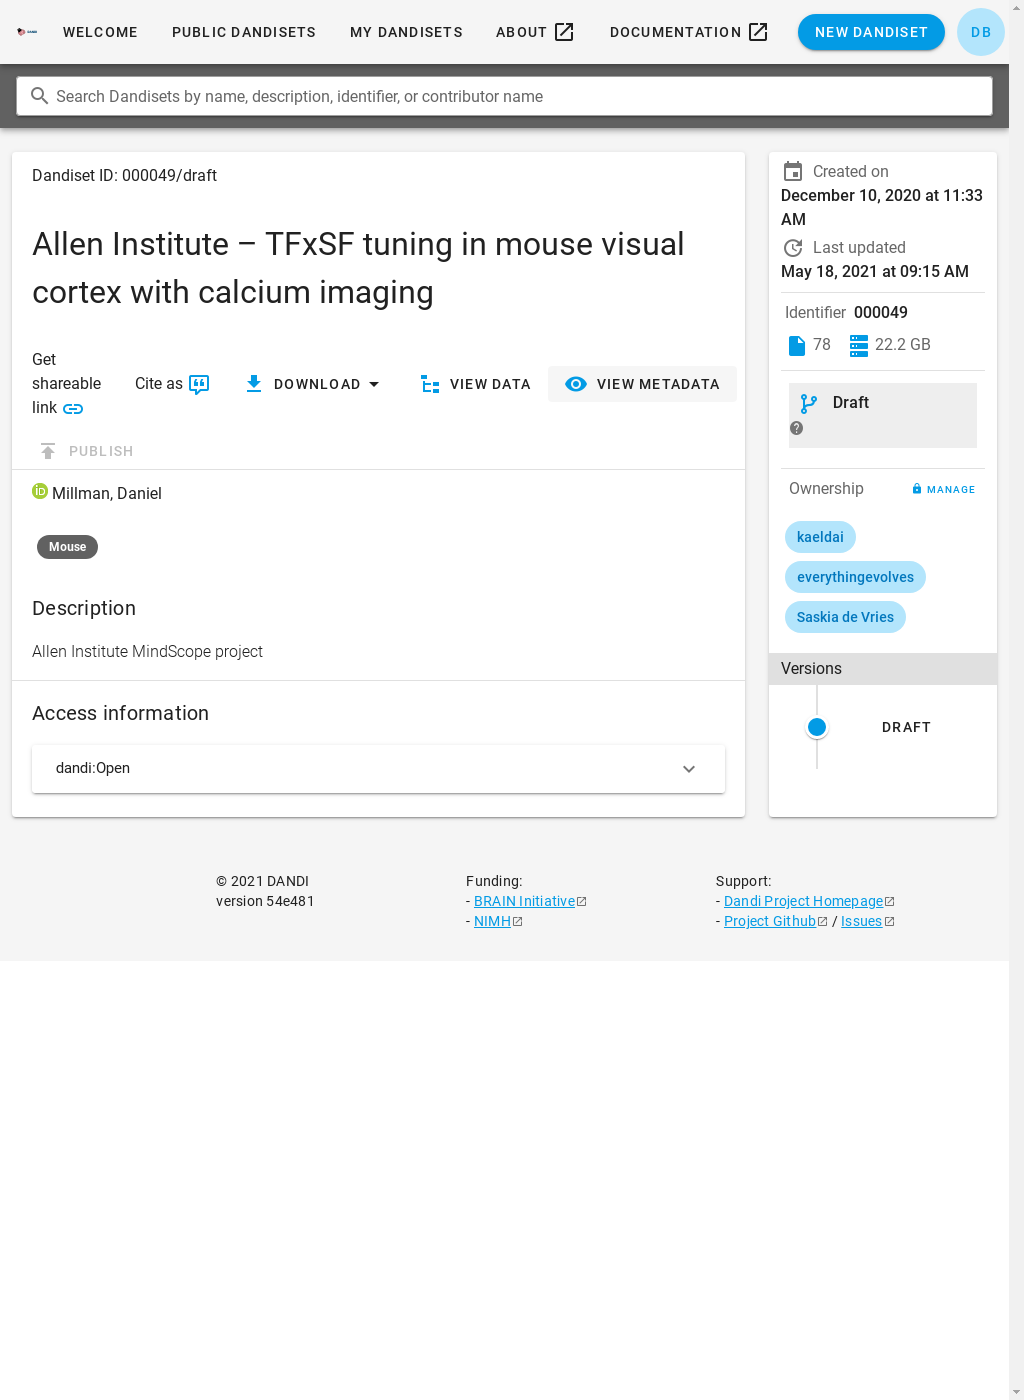 DANDI
WELCOME
PUBLIC DANDISETS
MY DANDISETS
ABOUT
DOCUMENTATION
NEW DANDISET
DB
Search Dandisets by name, description, identifier, or contributor name
Dandiset ID: 000049/draft
Allen Institute – TFxSF tuning in mouse visual
cortex with calcium imaging
Get
shareable
link
Cite as
DOWNLOAD
VIEW DATA
VIEW METADATA
PUBLISH
iD Millman, Daniel
Mouse
Description
Allen Institute MindScope project
Access information
dandi:Open
Created on
December 10, 2020 at 11:33
AM
Last updated
May 18, 2021 at 09:15 AM
Identifier 000049
78 22.2 GB
Draft
Ownership
MANAGE
kaeldai
everythingevolves
Saskia de Vries
Versions
DRAFT
© 2021 DANDI
version 54e481
Funding:
- BRAIN Initiative
- NIMH
Support:
- Dandi Project Homepage
- Project Github / Issues